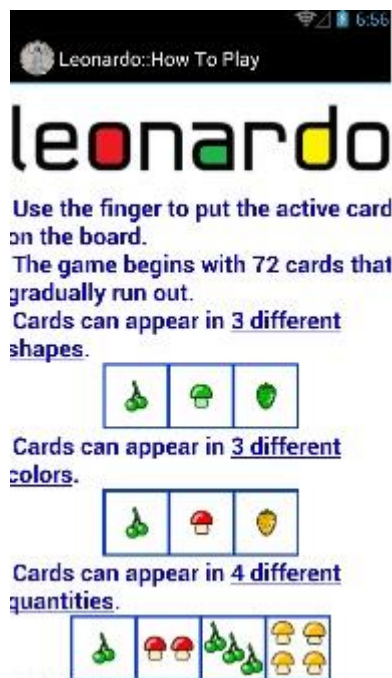 6:56
Leonardo::How To Play
leonardo
Use the finger to put the active card
on the board.
The game begins with 72 cards that
gradually run out.
Cards can appear in 3 different
shapes.
Cards can appear in 3 different
colors.
Cards can appear in 4 different
quantities.